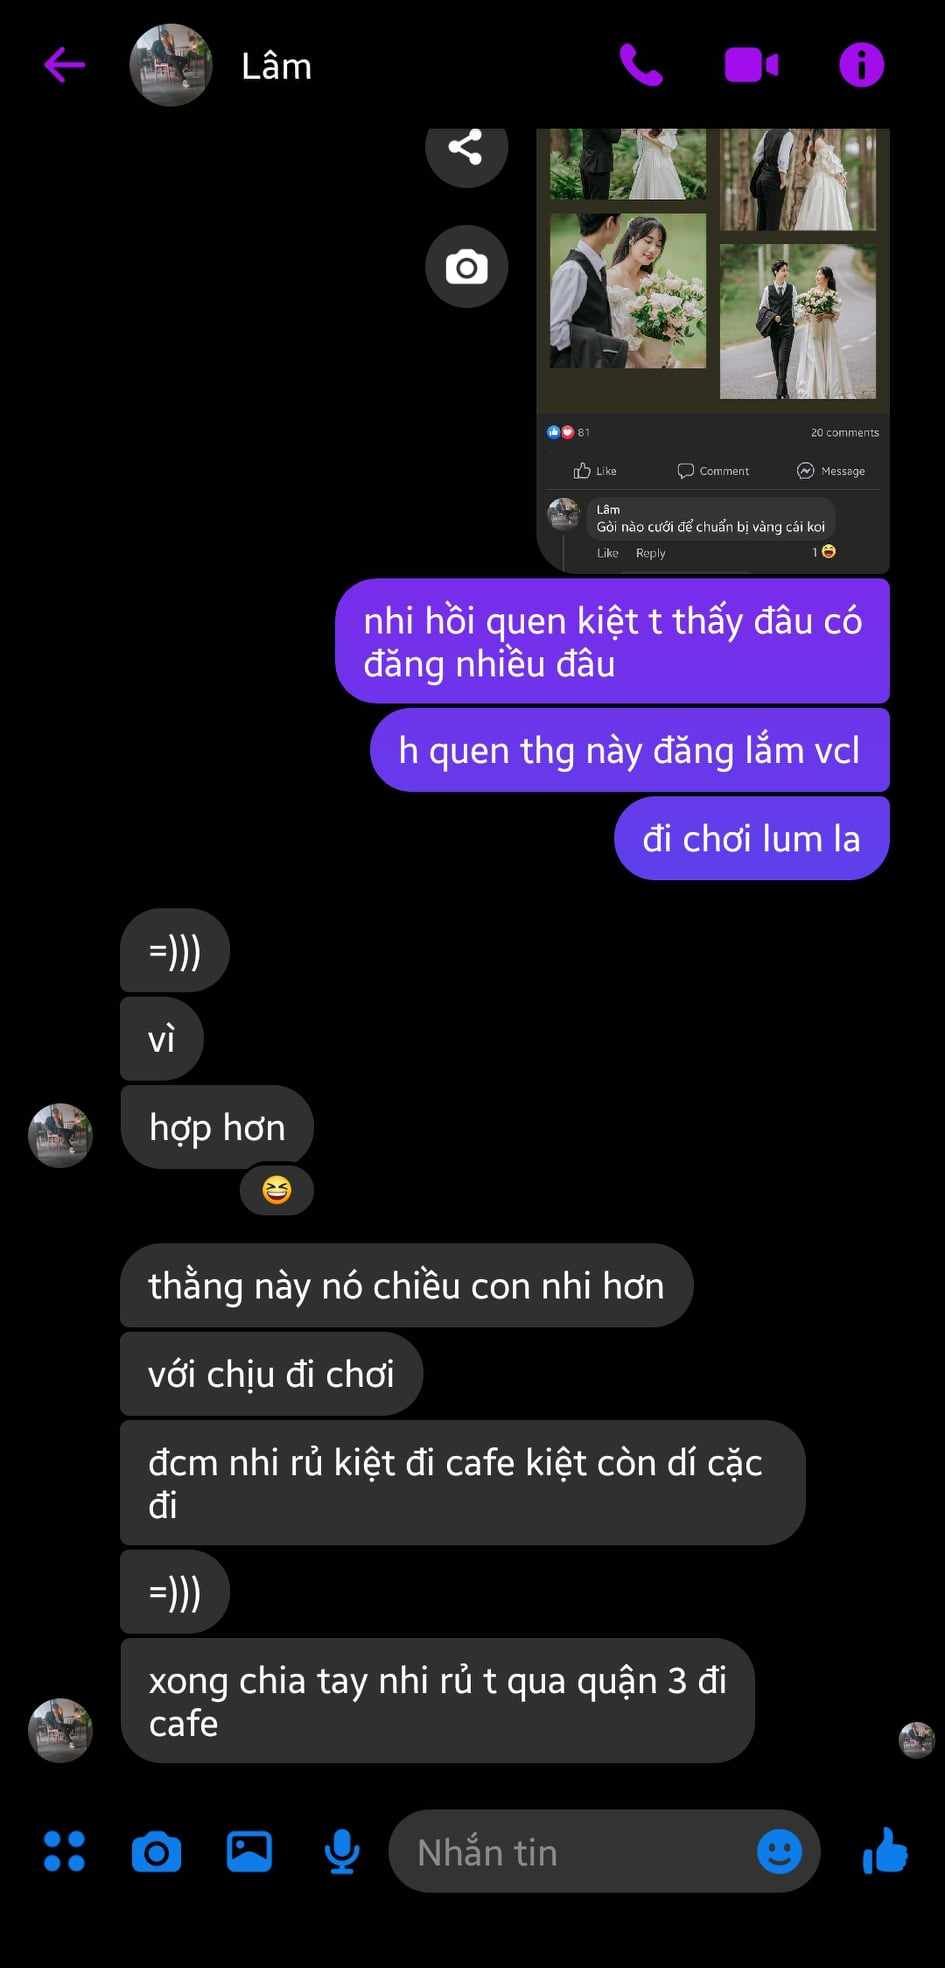 Lâm
81
20 comments
Like
Comment
Message
Lâm
Gòi nào cưới để chuẩn bị vàng cái koi
Like
Reply
1
nhi hồi quen kiệt t thấy đâu có
đăng nhiều đâu
h quen thg này đăng lắm vcl
đi chơi lum la
=)))
vì
hợp hơn
thằng này nó chiều con nhi hơn
với chịu đi chơi
đcm nhi rủ kiệt đi cafe kiệt còn dí cặc
đi
=)))
xong chia tay nhi rủ t qua quận 3 đi
cafe
Nhắn tin